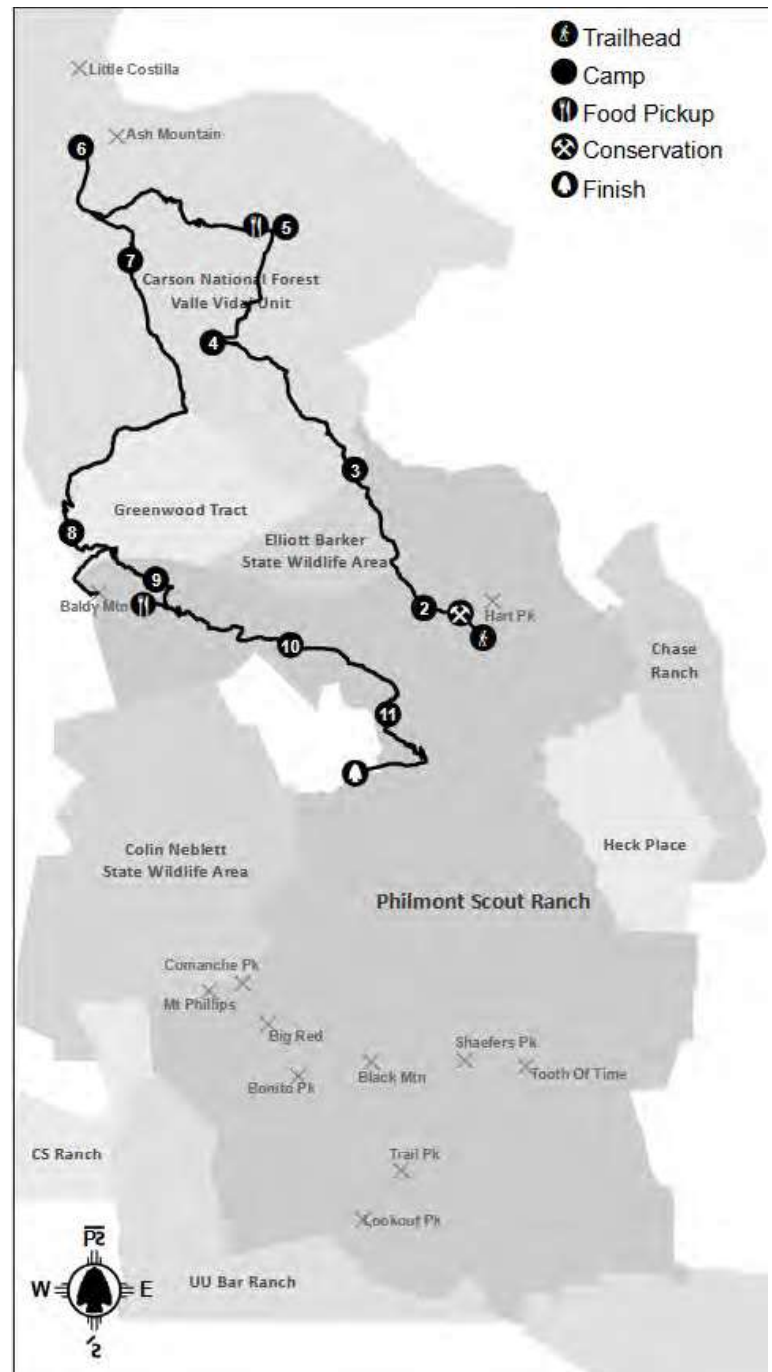 Trailhead
Camp
Food Pickup
Conservation
Finish
Little Costilla
6
Ash Mountain
5
7
Carson National Forest
Valle Vidal Unit
4
3
Greenwood Tract
8
Elliott Barker
State Wildlife Area
9
Baldy Mtn
2
Hart Pk
10
Chase
Ranch
11
Colin Neblett
State Wildlife Area
Heck Place
Philmont Scout Ranch
Comanche Pk
Mt Phillips
Big Red
Shaefers Pk
Bonito Pk
Black Mtn
Tooth Of Time
CS Ranch
Trail Pk
Lookout Pk
W
E
UU Bar Ranch